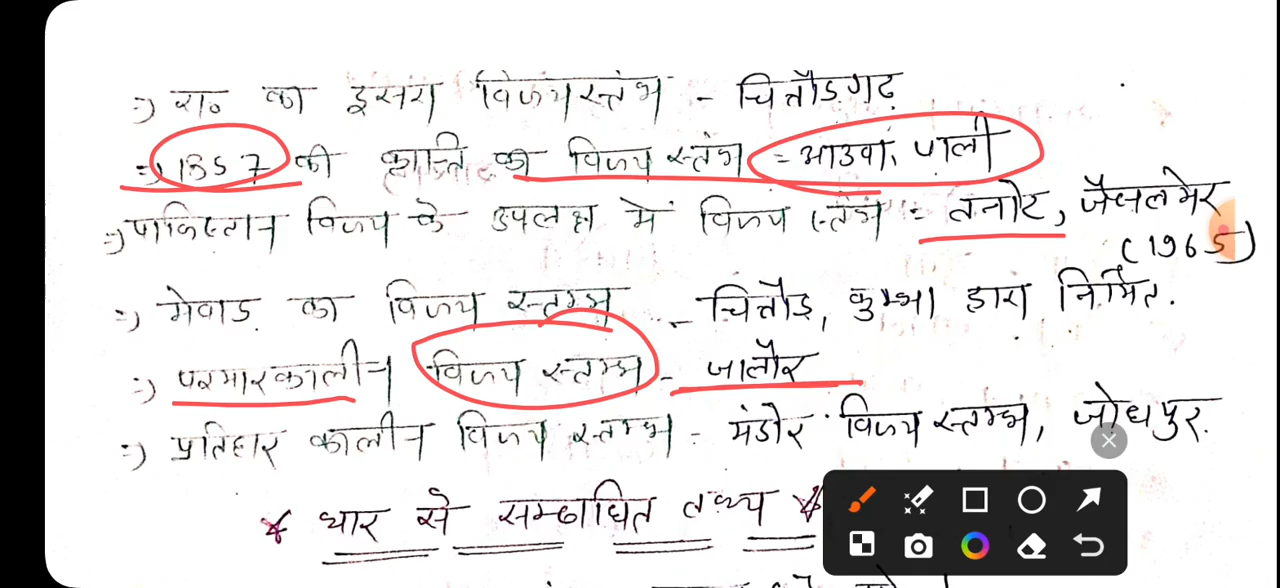 =) रा० का दूसरा विजयस्तंभ - चित्तौड़गढ़
=) 1857 की क्रान्ति का विजय स्तंभ = आउवा, पाली
=) पाकिस्तान विजय के उपलक्ष में विजय स्तंभ = तनोट, जैसलमेर
(1965)
=) मेवाड का विजय स्तम्भ - चित्तौड़, कुम्भा द्वारा निर्मित.
=) परमारकालीन विजय स्तम्भ - जालौर
=) प्रतिहार कालीन विजय स्तम्भ - मंडोर विजय स्तम्भ, जोधपुर.
* थार से सम्बाधित तथ्य *